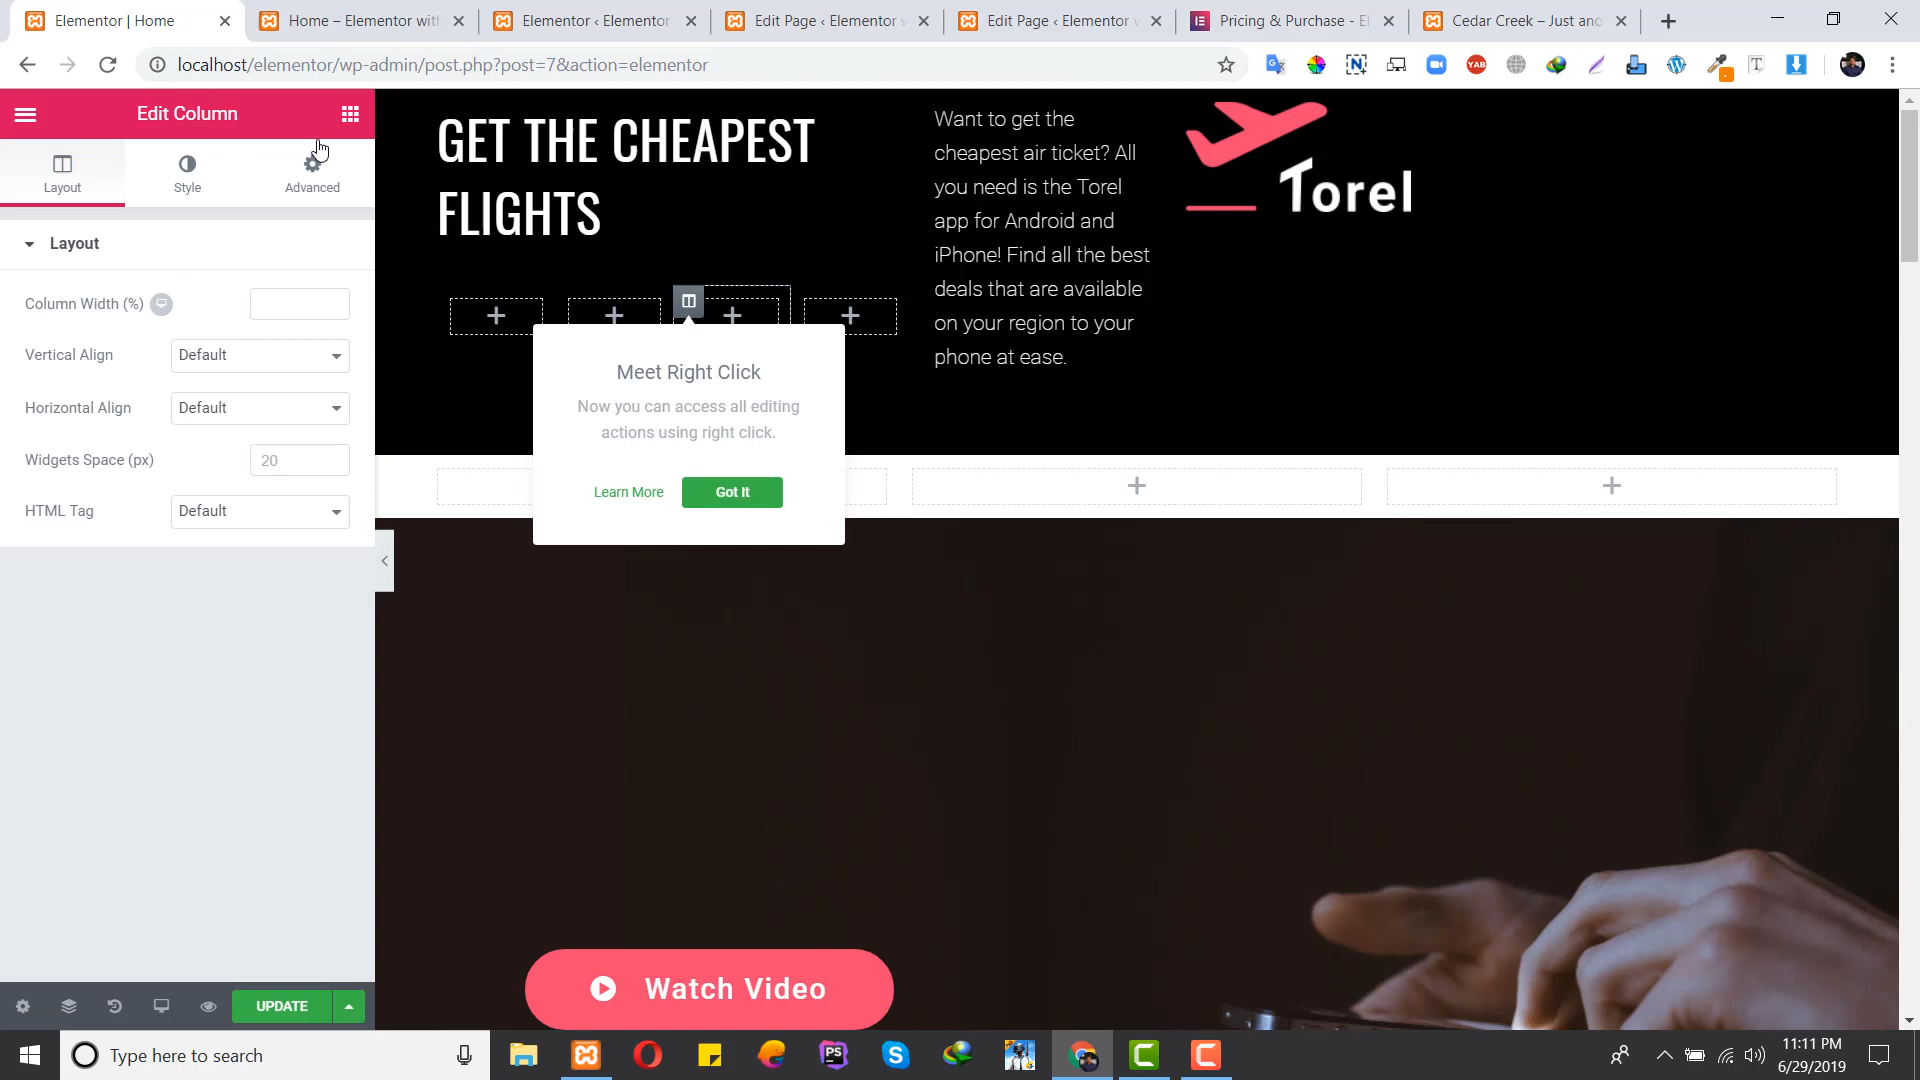 Elementor | Home
Home – Elementor with
Elementor ‹ Elementor
Edit Page ‹ Elementor w
Edit Page ‹ Elementor w
Pricing & Purchase - El
Cedar Creek – Just ano
localhost/elementor/wp-admin/post.php?post=7&action=elementor
Edit Column
Layout
Style
Advanced
Layout
Column Width (%)
Vertical Align
Default
Horizontal Align
Default
Widgets Space (px)
20
HTML Tag
Default
UPDATE
GET THE CHEAPEST
FLIGHTS
Want to get the
cheapest air ticket? All
you need is the Torel
app for Android and
iPhone! Find all the best
deals that are available
on your region to your
phone at ease.
Torel
Meet Right Click
Now you can access all editing
actions using right click.
Learn More
Got It
Watch Video
Type here to search
11:11 PM
6/29/2019